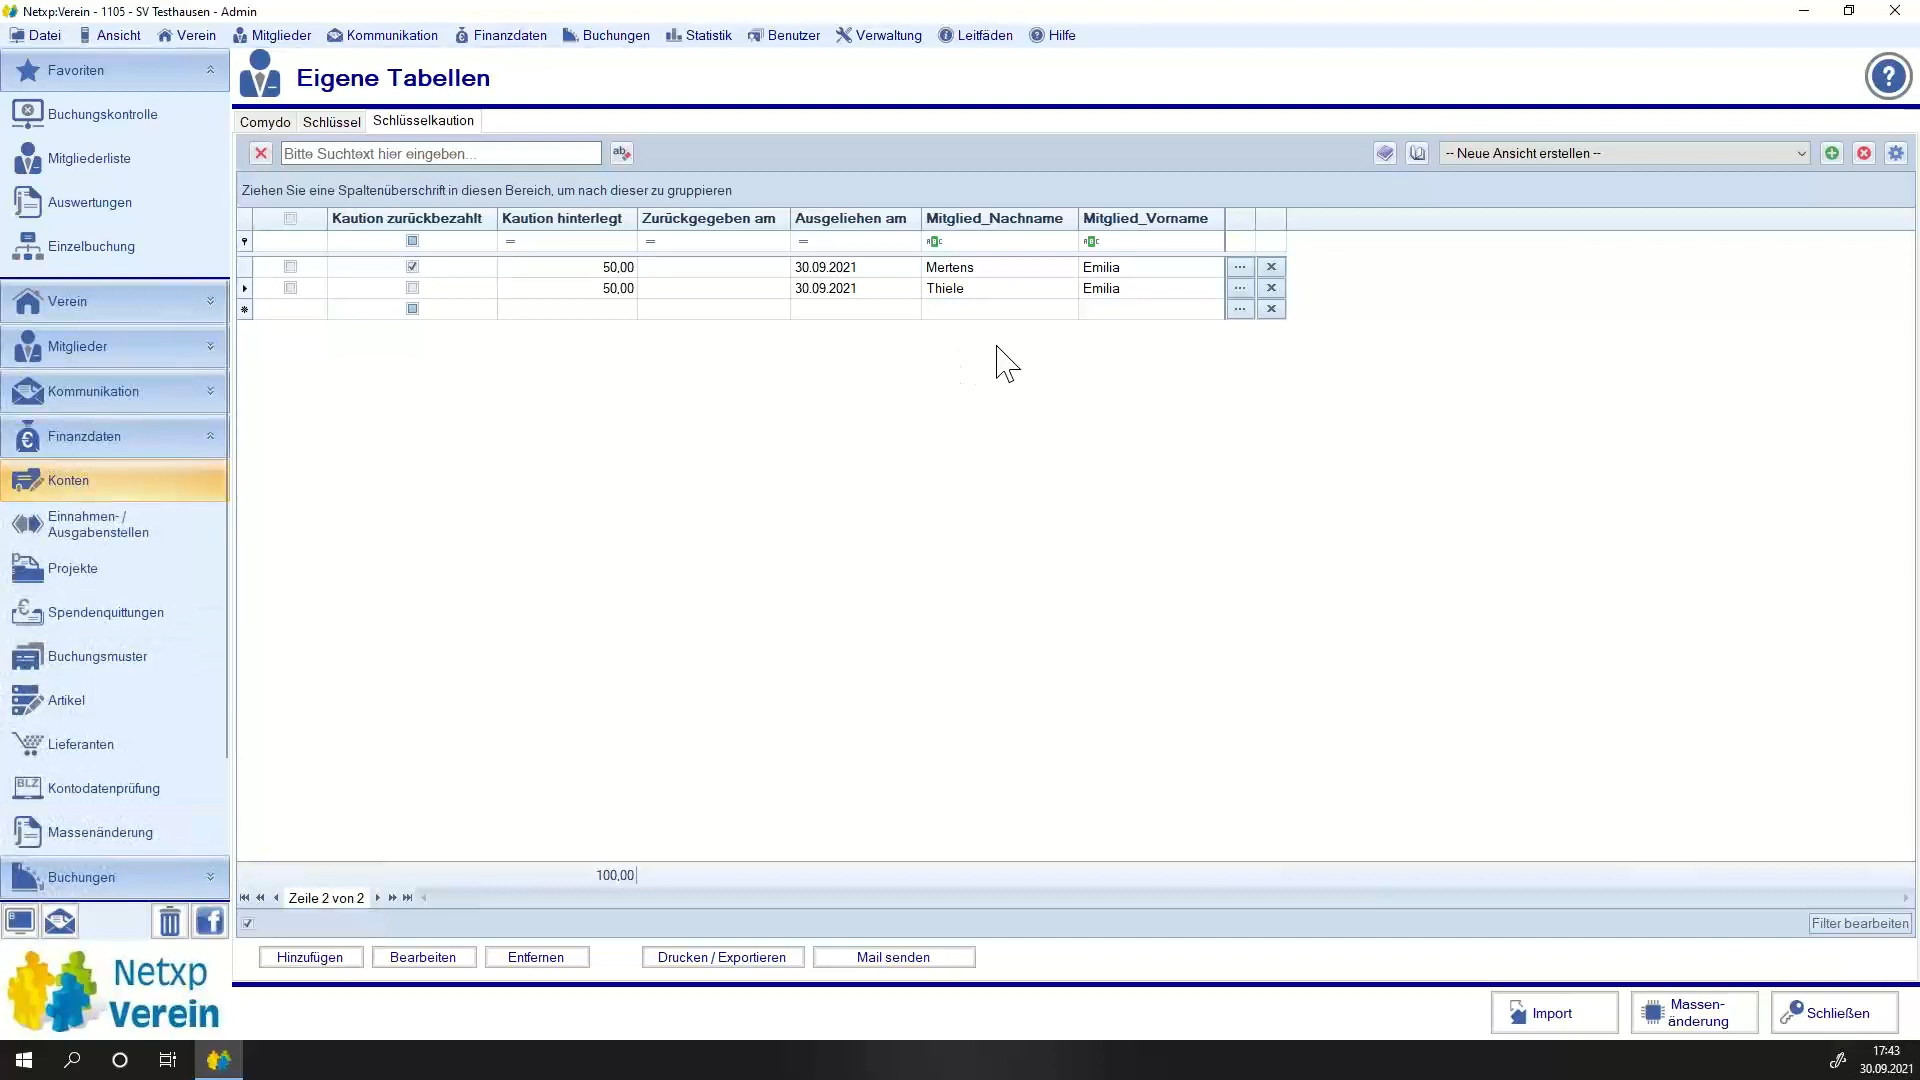 Netxp:Verein - 1105 - SV Testhausen - Admin
Datei Ansicht Verein Mitglieder Kommunikation Finanzdaten Buchungen Statistik Benutzer Verwaltung Leitfäden Hilfe
Favoriten
Buchungskontrolle
Mitgliederliste
Auswertungen
Einzelbuchung
Verein
Mitglieder
Kommunikation
Finanzdaten
Konten
Einnahmen- /
Ausgabenstellen
Projekte
Spendenquittungen
Buchungsmuster
Artikel
Lieferanten
BLZ
Kontodatenprüfung
Massenänderung
Buchungen
Netxp
Verein
Eigene Tabellen
Comydo Schlüssel Schlüsselkaution
Bitte Suchtext hier eingeben...
-- Neue Ansicht erstellen --
Ziehen Sie eine Spaltenüberschrift in diesen Bereich, um nach dieser zu gruppieren
Kaution zurückbezahlt Kaution hinterlegt Zurückgegeben am Ausgeliehen am Mitglied_Nachname Mitglied_Vorname
= = =
50,00 30.09.2021 Mertens Emilia
50,00 30.09.2021 Thiele Emilia
100,00
Zeile 2 von 2
Filter bearbeiten
Hinzufügen Bearbeiten Entfernen Drucken / Exportieren Mail senden
Import
Massen-
änderung
Schließen
17:43
30.09.2021